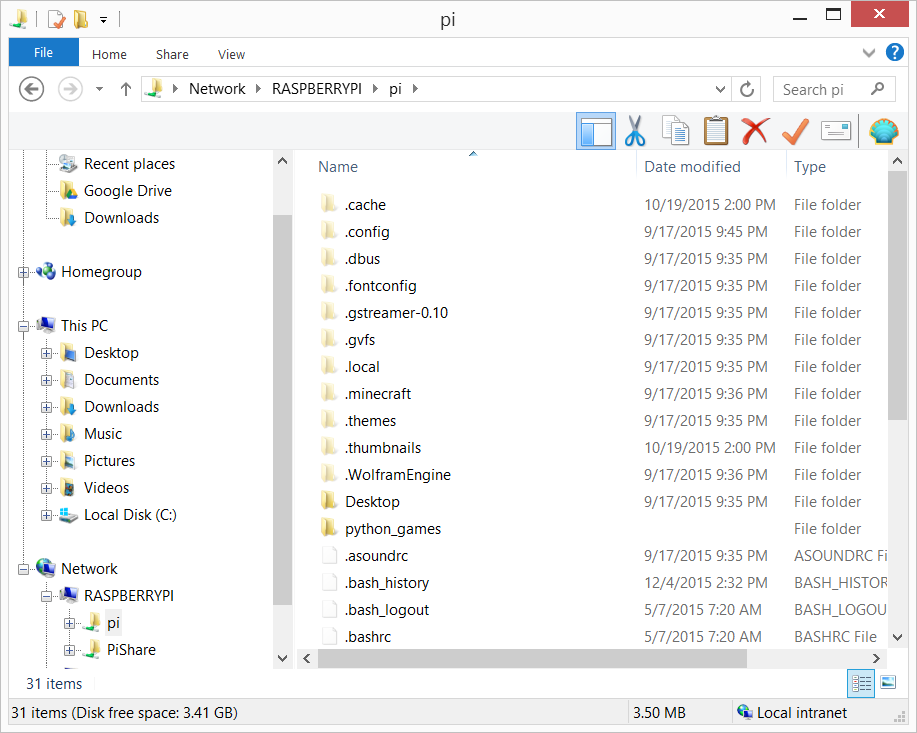 pi
File Home Share View
Network RASPBERRYPI pi Search pi
Recent places
Google Drive
Downloads
Homegroup
This PC
Desktop
Documents
Downloads
Music
Pictures
Videos
Local Disk (C:)
Network
RASPBERRYPI
pi
PiShare
Name Date modified Type
.cache 10/19/2015 2:00 PM File folder
.config 9/17/2015 9:45 PM File folder
.dbus 9/17/2015 9:35 PM File folder
.fontconfig 9/17/2015 9:35 PM File folder
.gstreamer-0.10 9/17/2015 9:35 PM File folder
.gvfs 9/17/2015 9:35 PM File folder
.local 9/17/2015 9:35 PM File folder
.minecraft 9/17/2015 9:36 PM File folder
.themes 9/17/2015 9:35 PM File folder
.thumbnails 10/19/2015 2:00 PM File folder
.WolframEngine 9/17/2015 9:36 PM File folder
Desktop 9/17/2015 9:35 PM File folder
python_games File folder
.asoundrc 9/17/2015 9:35 PM ASOUNDRC Fi
.bash_history 12/4/2015 2:32 PM BASH_HISTOR
.bash_logout 5/7/2015 7:20 AM BASH_LOGOU
.bashrc 5/7/2015 7:20 AM BASHRC File
31 items
31 items (Disk free space: 3.41 GB) 3.50 MB Local intranet